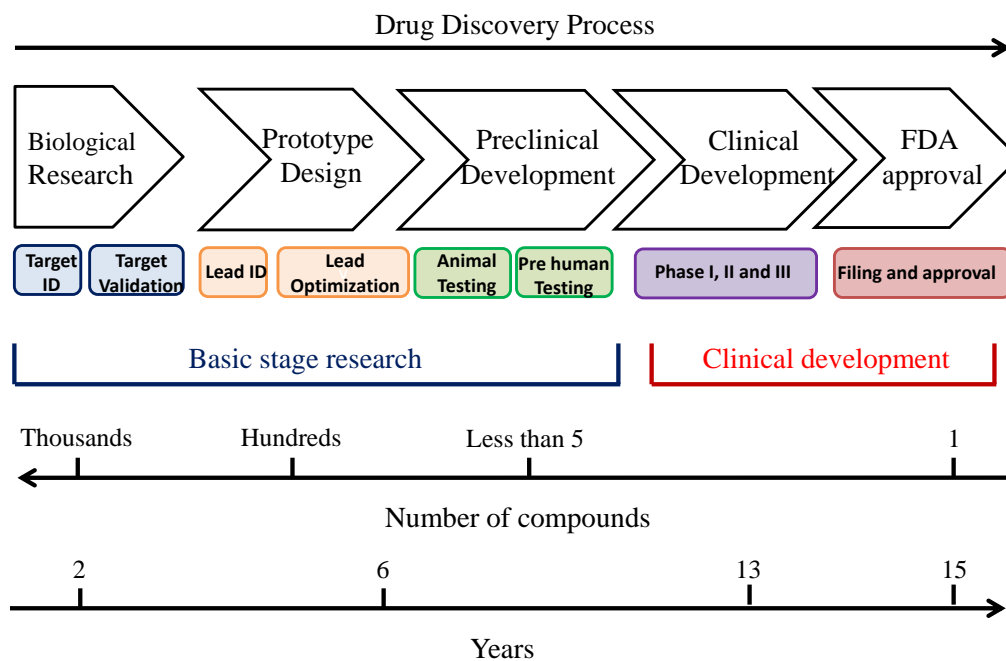 Drug Discovery Process
Biological
Research
Prototype
Design
Preclinical
Development
Clinical
Development
FDA
approval
Target
ID
Target
Validation
Lead ID
Lead
Optimization
Animal
Testing
Pre human
Testing
Phase I, II and III
Filing and approval
Basic stage research
Clinical development
Thousands
Hundreds
Less than 5
1
Number of compounds
2
6
13
15
Years